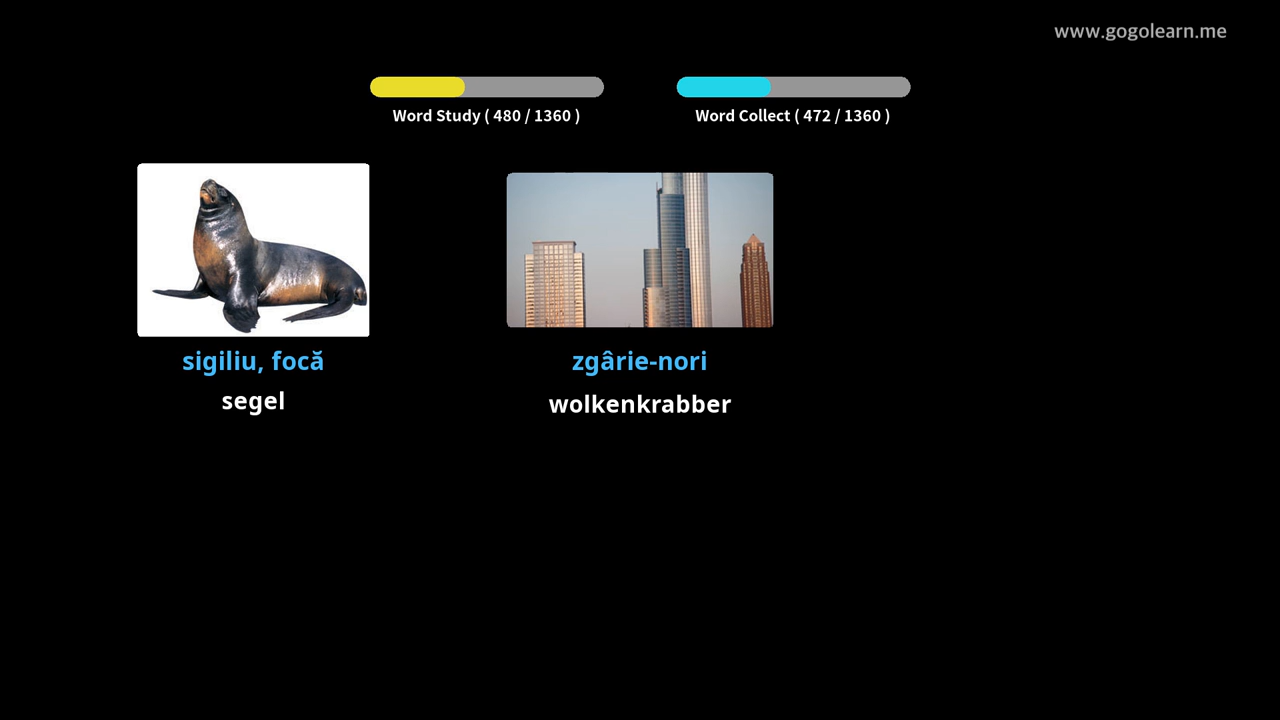 www.gogolearn.me
Word Study ( 480 / 1360 )
Word Collect ( 472 / 1360 )
sigiliu, focă
segel
zgârie-nori
wolkenkrabber